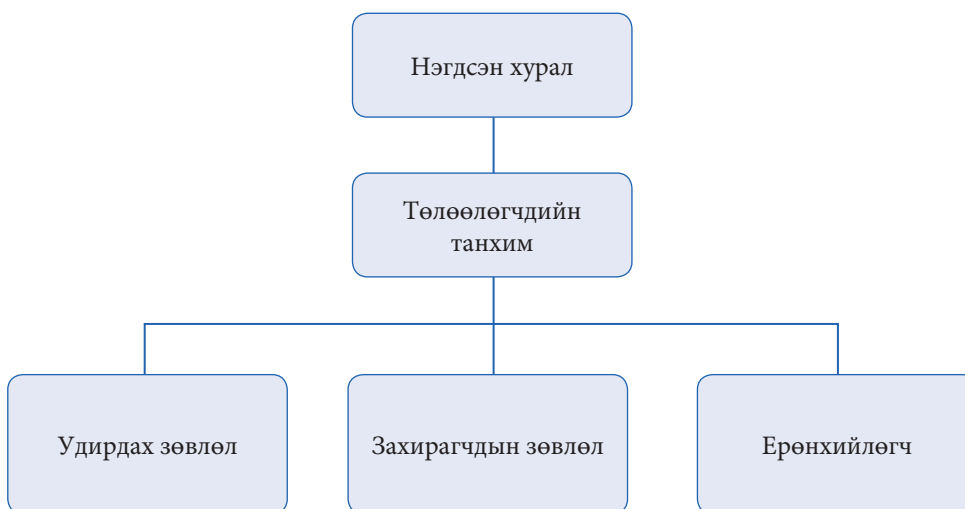 Нэгдсэн хурал
Төлөөлөгчдийн
танхим
Удирдах зөвлөл
Захирагчдын зөвлөл
Ерөнхийлөгч